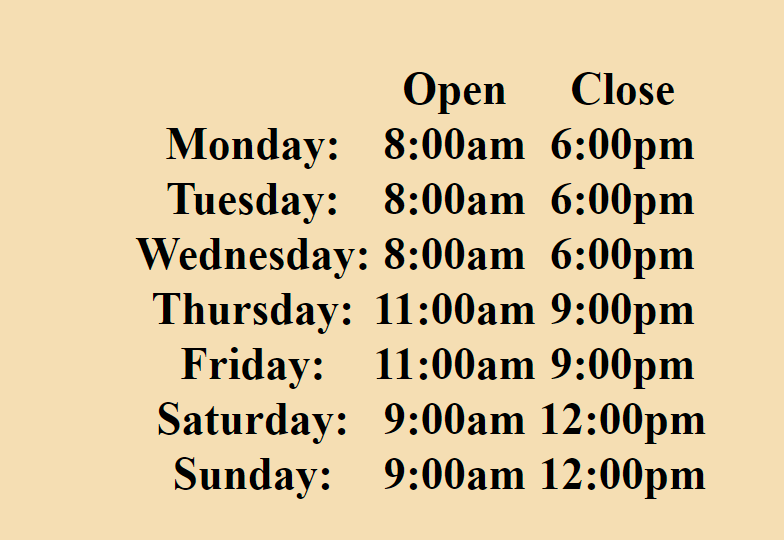 Open Close
Monday: 8:00am 6:00pm
Tuesday: 8:00am 6:00pm
Wednesday: 8:00am 6:00pm
Thursday: 11:00am 9:00pm
Friday: 11:00am 9:00pm
Saturday: 9:00am 12:00pm
Sunday: 9:00am 12:00pm